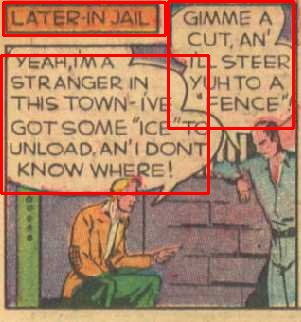 LATER-IN JAIL
YEAH, I'M A
STRANGER IN
THIS TOWN-I'VE
GOT SOME "ICE" TO
UNLOAD, AN' I DONT
KNOW WHERE!
GIMME A
CUT, AN'
I'LL STEER
YUH TO A
"FENCE"!